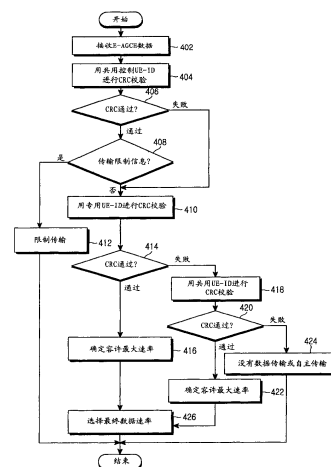 开始
接收E-AGCH数据
402
用共用控制UE-ID
进行CRC校验
404
406
CRC通过?
失败
通过
408
是
传输限制信息?
否
用专用UE-ID进行CRC校验
410
限制传输
412
414
CRC通过?
失败
通过
用共用UE-ID进行
CRC校验
418
420
CRC通过?
失败
通过
424
确定容许最大速率
416
没有数据传输或自主传输
确定容许最大速率
422
选择最终数据速率
426
结束